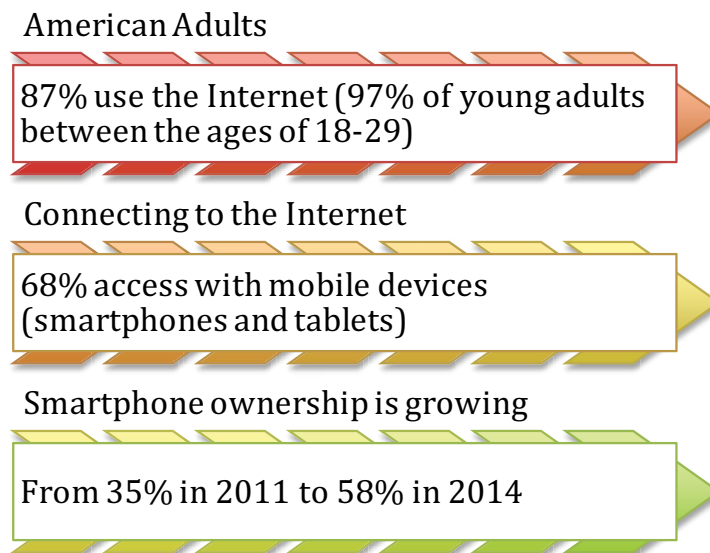 American Adults
87% use the Internet (97% of young adults
between the ages of 18-29)
Connecting to the Internet
68% access with mobile devices
(smartphones and tablets)
Smartphone ownership is growing
From 35% in 2011 to 58% in 2014